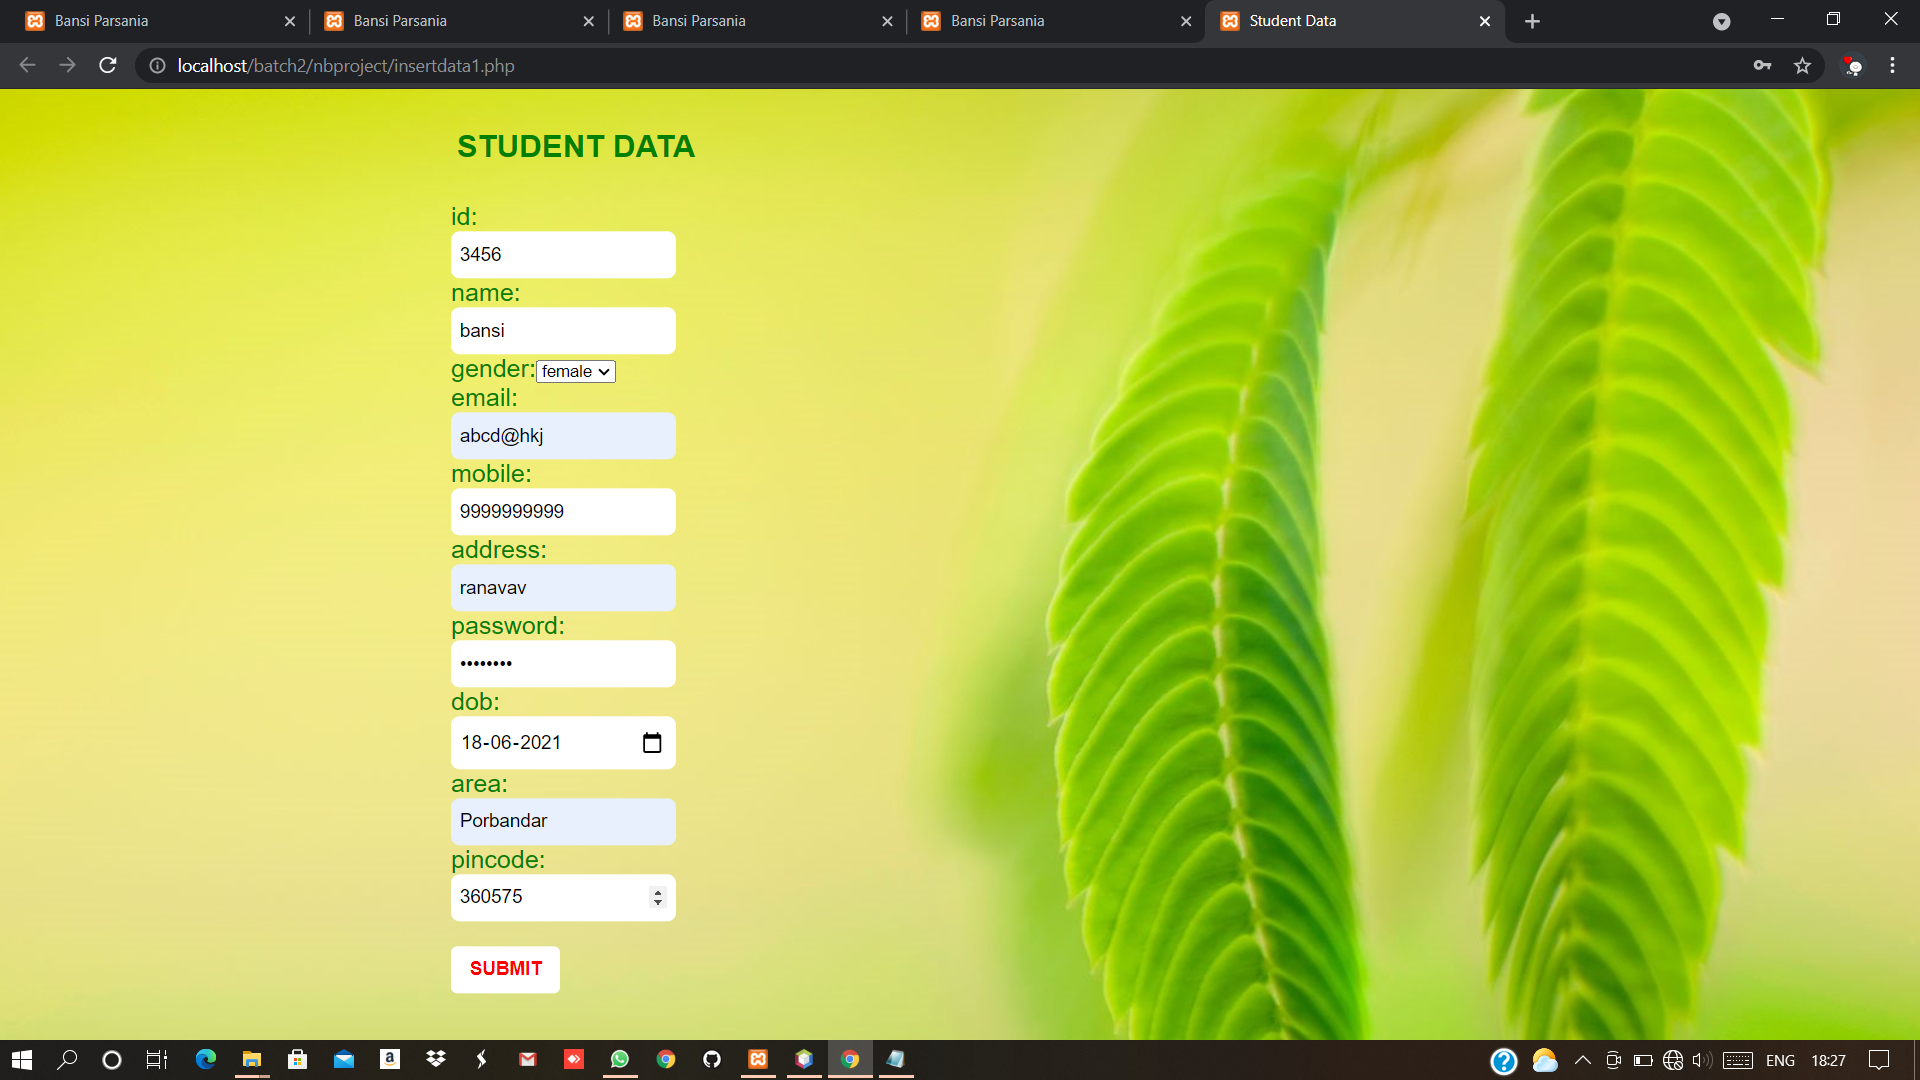 Bansi Parsania
Bansi Parsania
Bansi Parsania
Bansi Parsania
Student Data
localhost/batch2/nbproject/insertdata1.php
STUDENT DATA
id:
3456
name:
bansi
gender: female
email:
abcd@hkj
mobile:
9999999999
address:
ranavav
password:
••••••••
dob:
18-06-2021
area:
Porbandar
pincode:
360575
SUBMIT
ENG 18:27